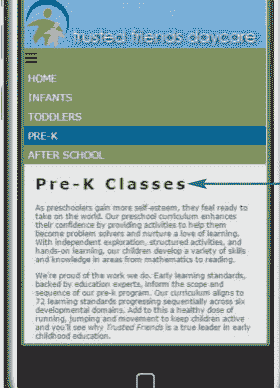 trusted friends daycare
HOME
INFANTS
TODDLERS
PRE-K
AFTER SCHOOL
Pre-K Classes
As preschoolers gain more self-esteem, they feel ready to
take on the world. Our preschool curriculum enhances
their confidence by providing activities to help them
become problem solvers and nurture a love of learning.
With independent exploration, structured activities, and
hands-on learning, our children develop a variety of skills
and knowledge in areas from mathematics to reading.
We're proud of the work we do. Early learning standards,
backed by education experts, inform the scope and
sequence of our pre-k program. Our curriculum aligns to
72 learning standards progressing sequentially across six
developmental domains. Add to this a healthy dose of
running, jumping and movement to keep children active
and you'll see why Trusted Friends is a true leader in early
childhood education.